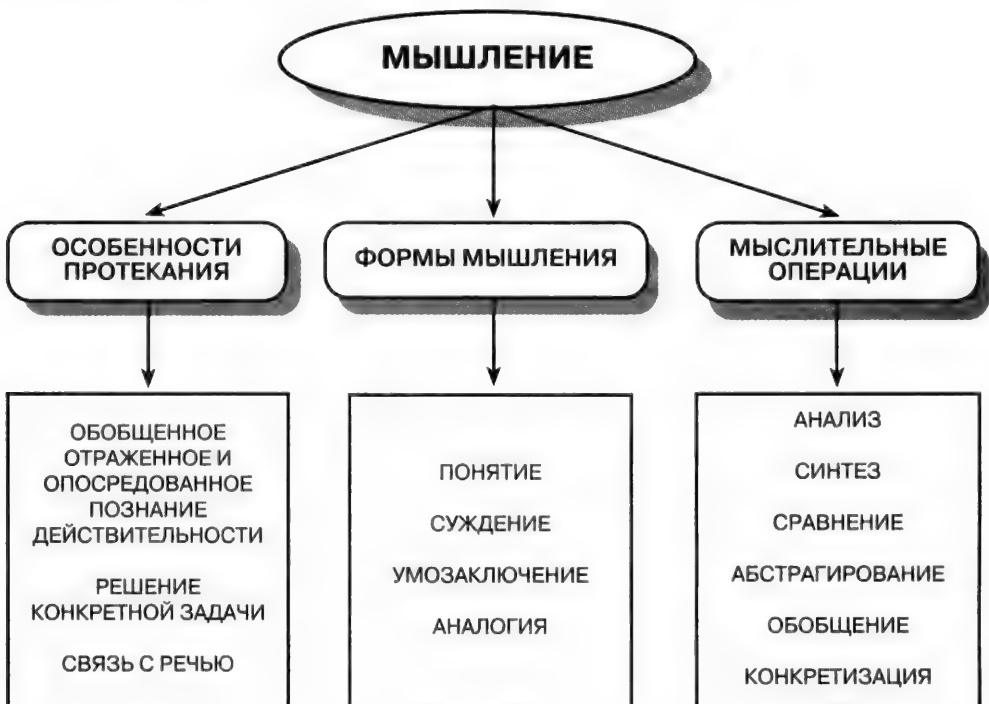 МЫШЛЕНИЕ
ОСОБЕННОСТИ
ПРОТЕКАНИЯ
ФОРМЫ МЫШЛЕНИЯ
МЫСЛИТЕЛЬНЫЕ
ОПЕРАЦИИ
ОБОБЩЕННОЕ
ОТРАЖЕННОЕ И
ОПОСРЕДОВАННОЕ
ПОЗНАНИЕ
ДЕЙСТВИТЕЛЬНОСТИ
РЕШЕНИЕ
КОНКРЕТНОЙ ЗАДАЧИ
СВЯЗЬ С РЕЧЬЮ
ПОНЯТИЕ
СУЖДЕНИЕ
УМОЗАКЛЮЧЕНИЕ
АНАЛОГИЯ
АНАЛИЗ
СИНТЕЗ
СРАВНЕНИЕ
АБСТРАГИРОВАНИЕ
ОБОБЩЕНИЕ
КОНКРЕТИЗАЦИЯ